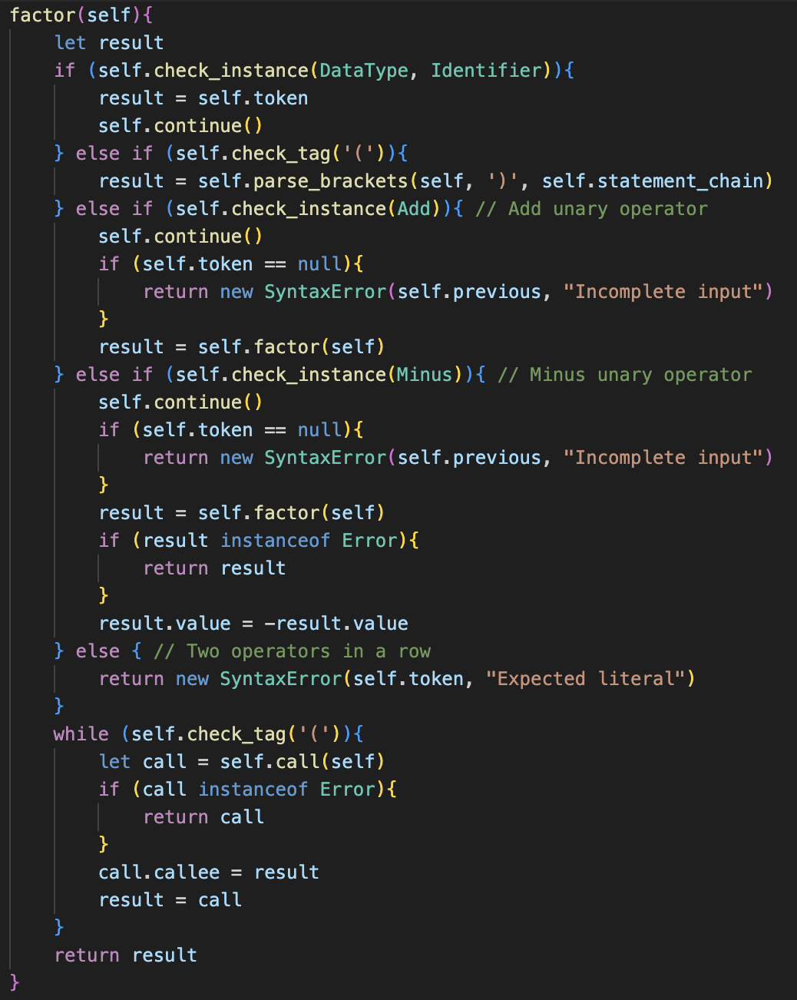 factor(self){
    let result
    if (self.check_instance(DataType, Identifier)){
        result = self.token
        self.continue()
    } else if (self.check_tag('(')){
        result = self.parse_brackets(self, ')', self.statement_chain)
    } else if (self.check_instance(Add)){ // Add unary operator
        self.continue()
        if (self.token == null){
            return new SyntaxError(self.previous, "Incomplete input")
        }
        result = self.factor(self)
    } else if (self.check_instance(Minus)){ // Minus unary operator
        self.continue()
        if (self.token == null){
            return new SyntaxError(self.previous, "Incomplete input")
        }
        result = self.factor(self)
        if (result instanceof Error){
            return result
        }
        result.value = -result.value
    } else { // Two operators in a row
        return new SyntaxError(self.token, "Expected literal")
    }
    while (self.check_tag('(')){
        let call = self.call(self)
        if (call instanceof Error){
            return call
        }
        call.callee = result
        result = call
    }
    return result
}